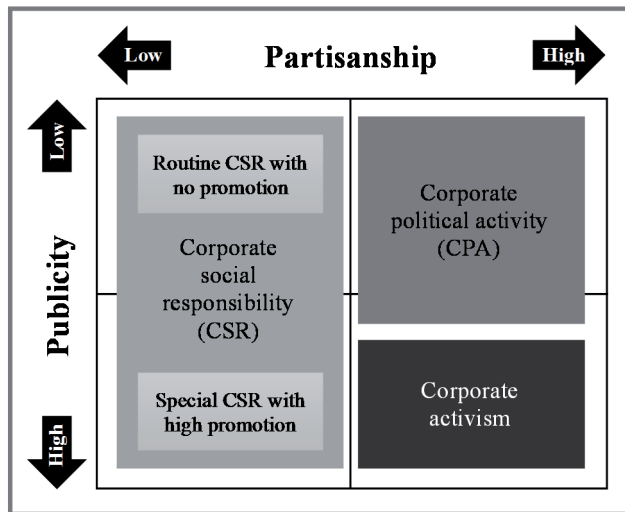 Low
Partisanship
High
Low
Publicity
High
Routine CSR with
no promotion
Corporate
social
responsibility
(CSR)
Special CSR with
high promotion
Corporate
political activity
(CPA)
Corporate
activism